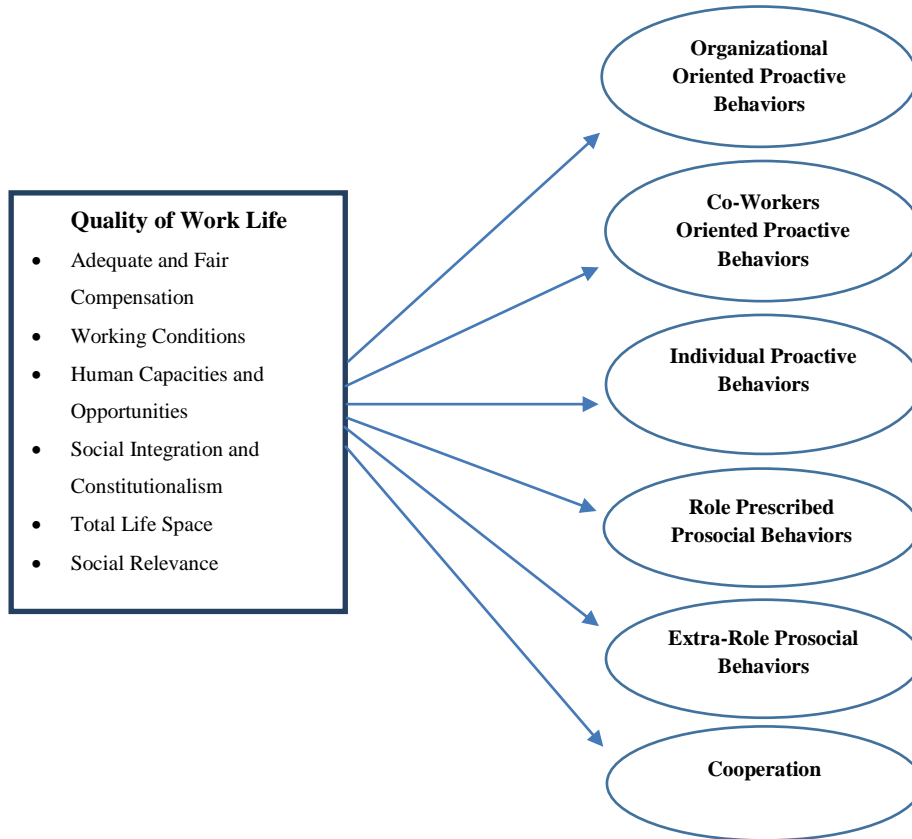 Quality of Work Life
• Adequate and Fair
Compensation
• Working Conditions
• Human Capacities and
Opportunities
• Social Integration and
Constitutionalism
• Total Life Space
• Social Relevance
Organizational
Oriented Proactive
Behaviors
Co-Workers
Oriented Proactive
Behaviors
Individual Proactive
Behaviors
Role Prescribed
Prosocial Behaviors
Extra-Role Prosocial
Behaviors
Cooperation